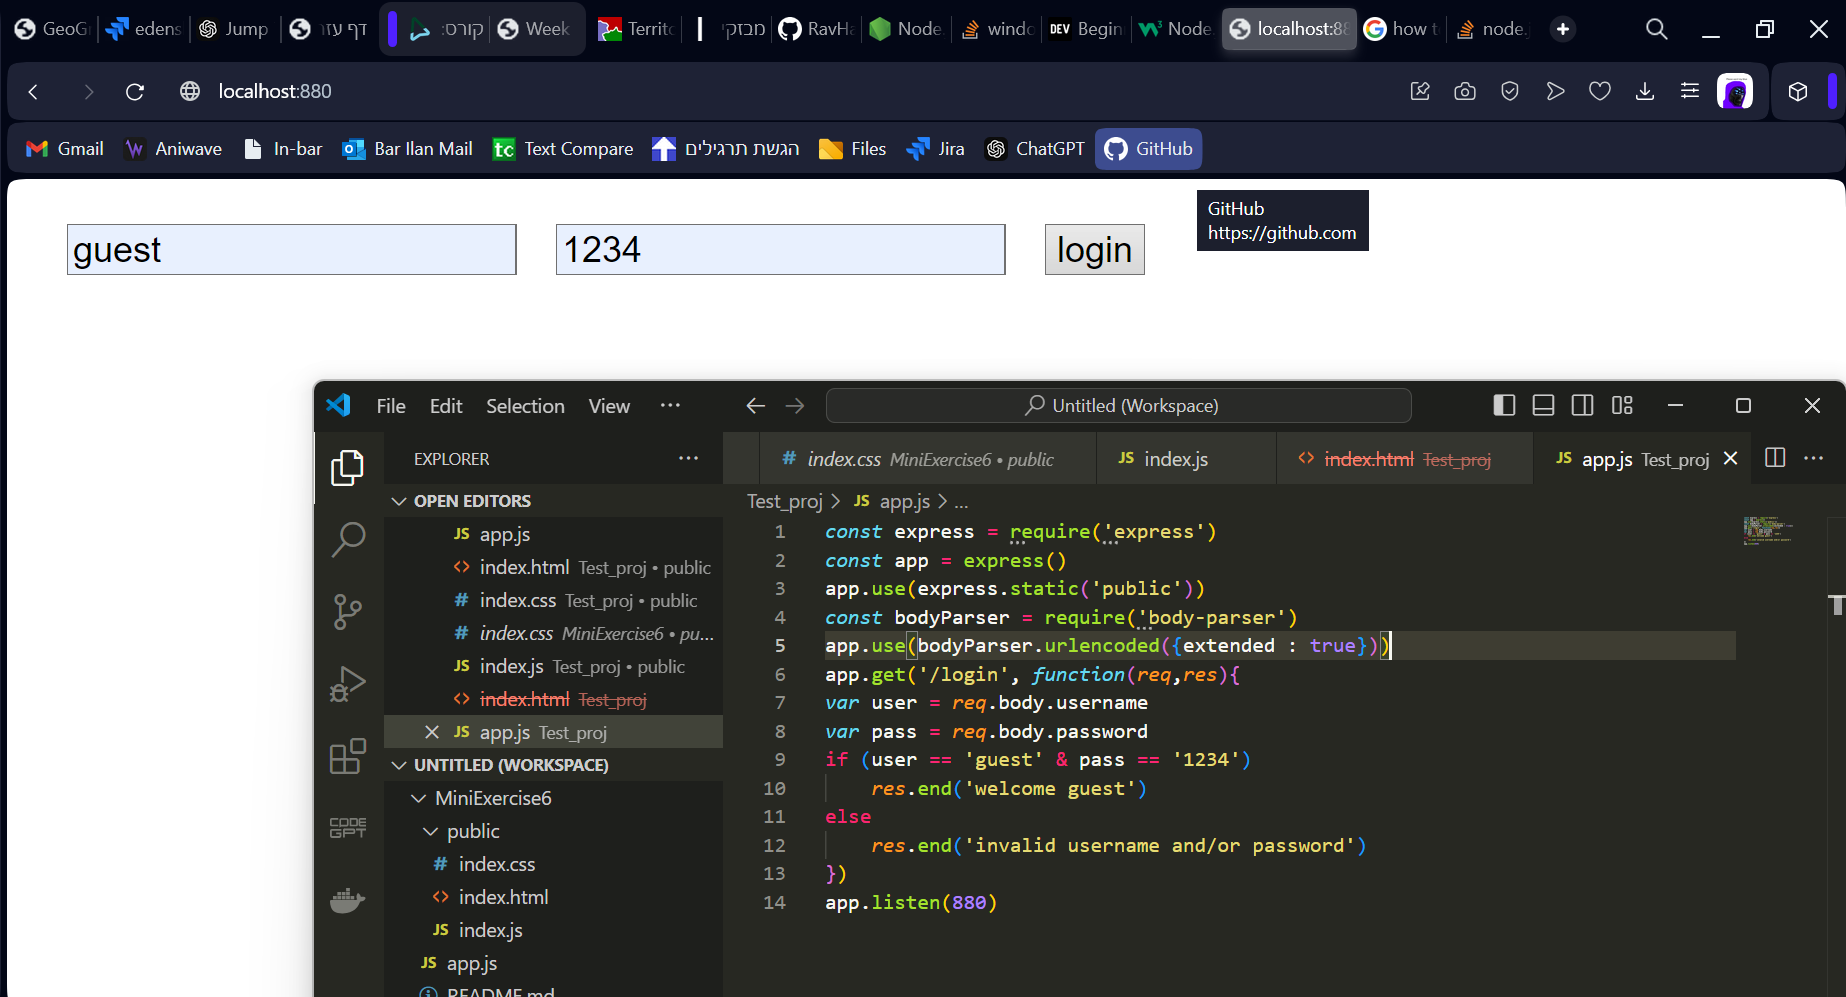 GeoG
edens
Jump
דף עזר
קורס:
Week
Territo
מבזקי
RavHa
Node.
windo
DEV Begin
Node
localhost:88
how t
node.j
localhost:880
Gmail
Aniwave
In-bar
Bar Ilan Mail
tc Text Compare
הגשת תרגילים
Files
Jira
ChatGPT
GitHub
GitHub
https://github.com
guest 1234 login
File Edit Selection View ··· Untitled (Workspace)
EXPLORER ···
# index.css MiniExercise6 • public JS index.js <> index.html Test_proj JS app.js Test_proj
OPEN EDITORS
JS app.js
<> index.html Test_proj • public
# index.css Test_proj • public
# index.css MiniExercise6 • pu...
JS index.js Test_proj • public
<> index.html Test_proj
JS app.js Test_proj
UNTITLED (WORKSPACE)
MiniExercise6
public
# index.css
<> index.html
JS index.js
JS app.js
README.md
CODE
GPT
Test_proj > JS app.js > ...
1 const express = require('express')
2 const app = express()
3 app.use(express.static('public'))
4 const bodyParser = require('body-parser')
5 app.use(bodyParser.urlencoded({extended : true}))
6 app.get('/login', function(req,res){
7 var user = req.body.username
8 var pass = req.body.password
9 if (user == 'guest' & pass == '1234')
10 res.end('welcome guest')
11 else
12 res.end('invalid username and/or password')
13 })
14 app.listen(880)